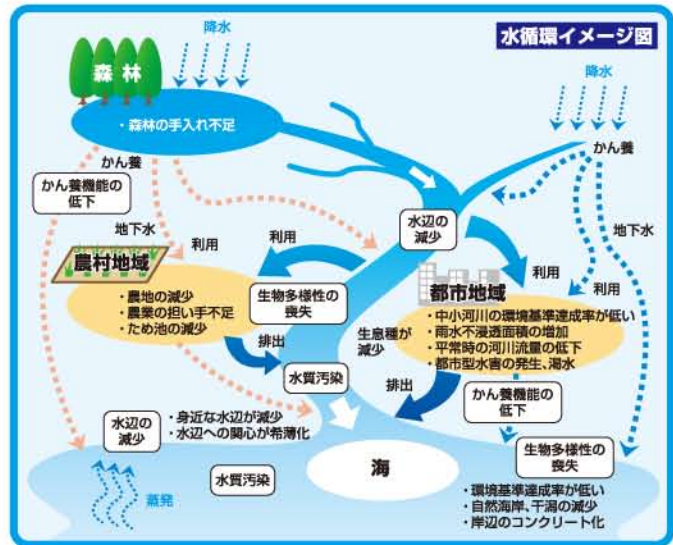 水循環イメージ図
降水
森林
・森林の手入れ不足
降水
かん養
かん養
かん養機能の
低下
地下水
水辺の
減少
地下水
利用
利用
利用
利用
農村地域
・農地の減少
・農業の担い手不足
・ため池の減少
生物多様性の
喪失
都市地域
・中小河川の環境基準達成率が低い
・雨水不浸透面積の増加
・平常時の河川流量の低下
・都市型水害の発生、渇水
生息種が
減少
排出
水質汚染
排出
かん養機能の
低下
水辺の
減少
・身近な水辺が減少
・水辺への関心が希薄化
水質汚染
海
生物多様性の
喪失
・環境基準達成率が低い
・自然海岸、干潟の減少
・岸辺のコンクリート化
蒸発